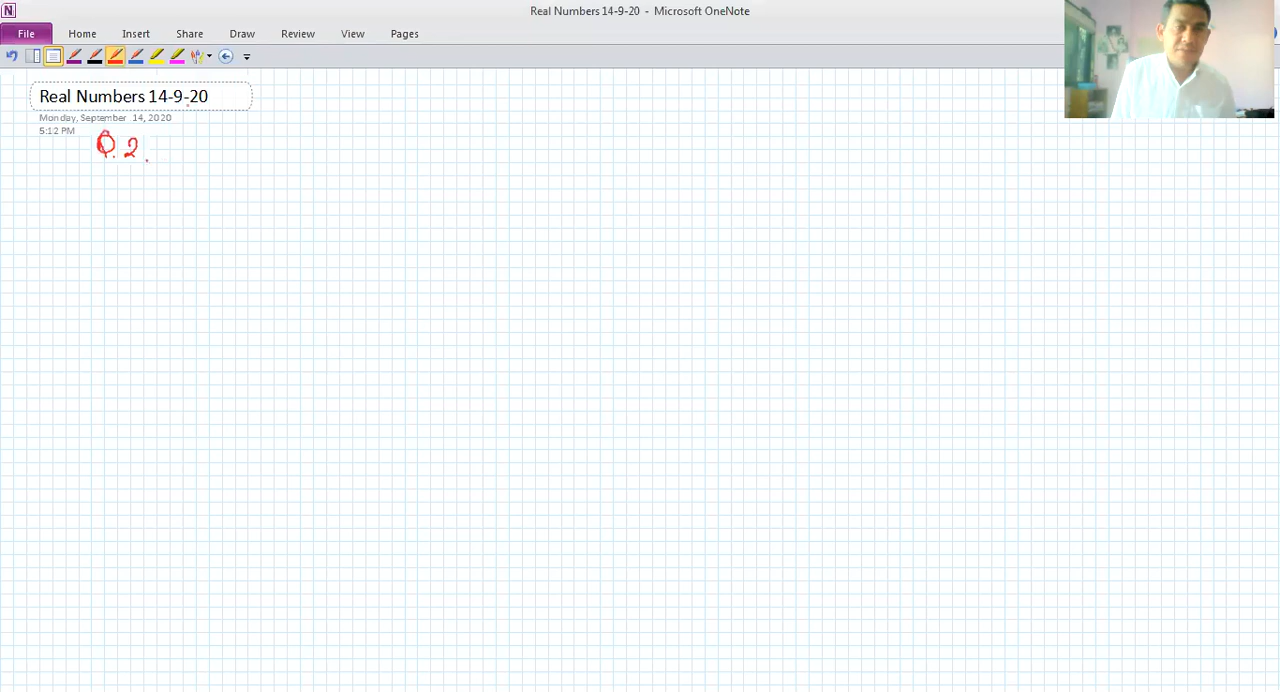 Real Numbers 14-9-20 - Microsoft OneNote
File Home Insert Share Draw Review View Pages
Real Numbers 14-9-20
Monday, September 14, 2020
5:12 PM
Q. 2.